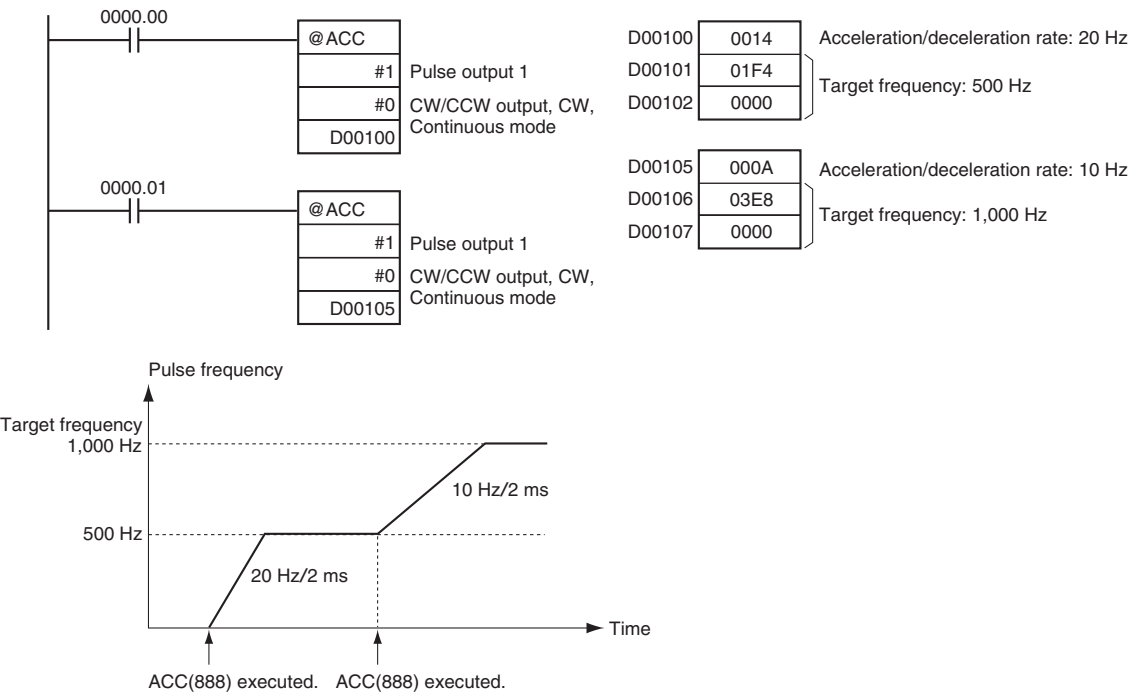 0000.00
@ACC
#1 Pulse output 1
#0 CW/CCW output, CW,
Continuous mode
D00100
D00100 0014 Acceleration/deceleration rate: 20 Hz
D00101 01F4
Target frequency: 500 Hz
D00102 0000
0000.01
@ACC
#1 Pulse output 1
#0 CW/CCW output, CW,
Continuous mode
D00105
D00105 000A Acceleration/deceleration rate: 10 Hz
D00106 03E8
Target frequency: 1,000 Hz
D00107 0000
Pulse frequency
Target frequency
1,000 Hz
10 Hz/2 ms
500 Hz
20 Hz/2 ms
Time
ACC(888) executed. ACC(888) executed.